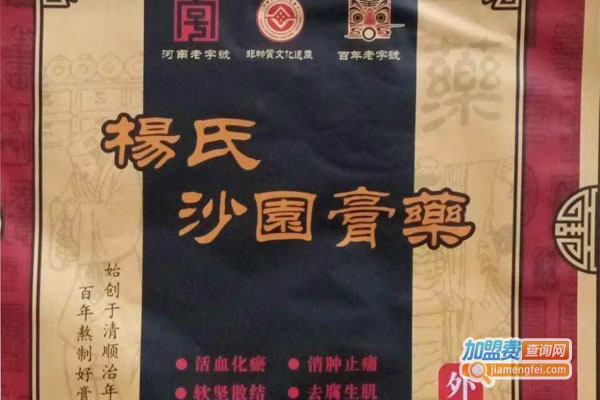 河南老字號
非物質文化遺產
百年老字號
藥
楊氏
沙園膏藥
始创于清顺治年
百年熬制好膏
活血化瘀
消肿止痛
软坚散结
去腐生肌
外
加盟费查询网
jiamengfei.com